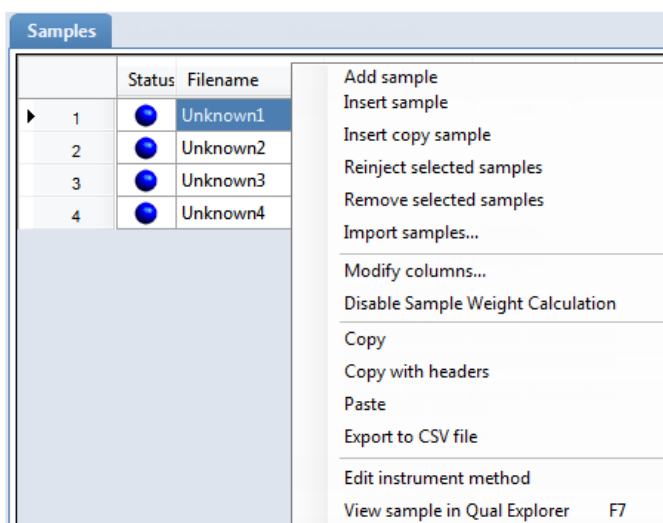 Samples
Status Filename
1 Unknown1
2 Unknown2
3 Unknown3
4 Unknown4
Add sample
Insert sample
Insert copy sample
Reinject selected samples
Remove selected samples
Import samples...
Modify columns...
Disable Sample Weight Calculation
Copy
Copy with headers
Paste
Export to CSV file
Edit instrument method
View sample in Qual Explorer F7